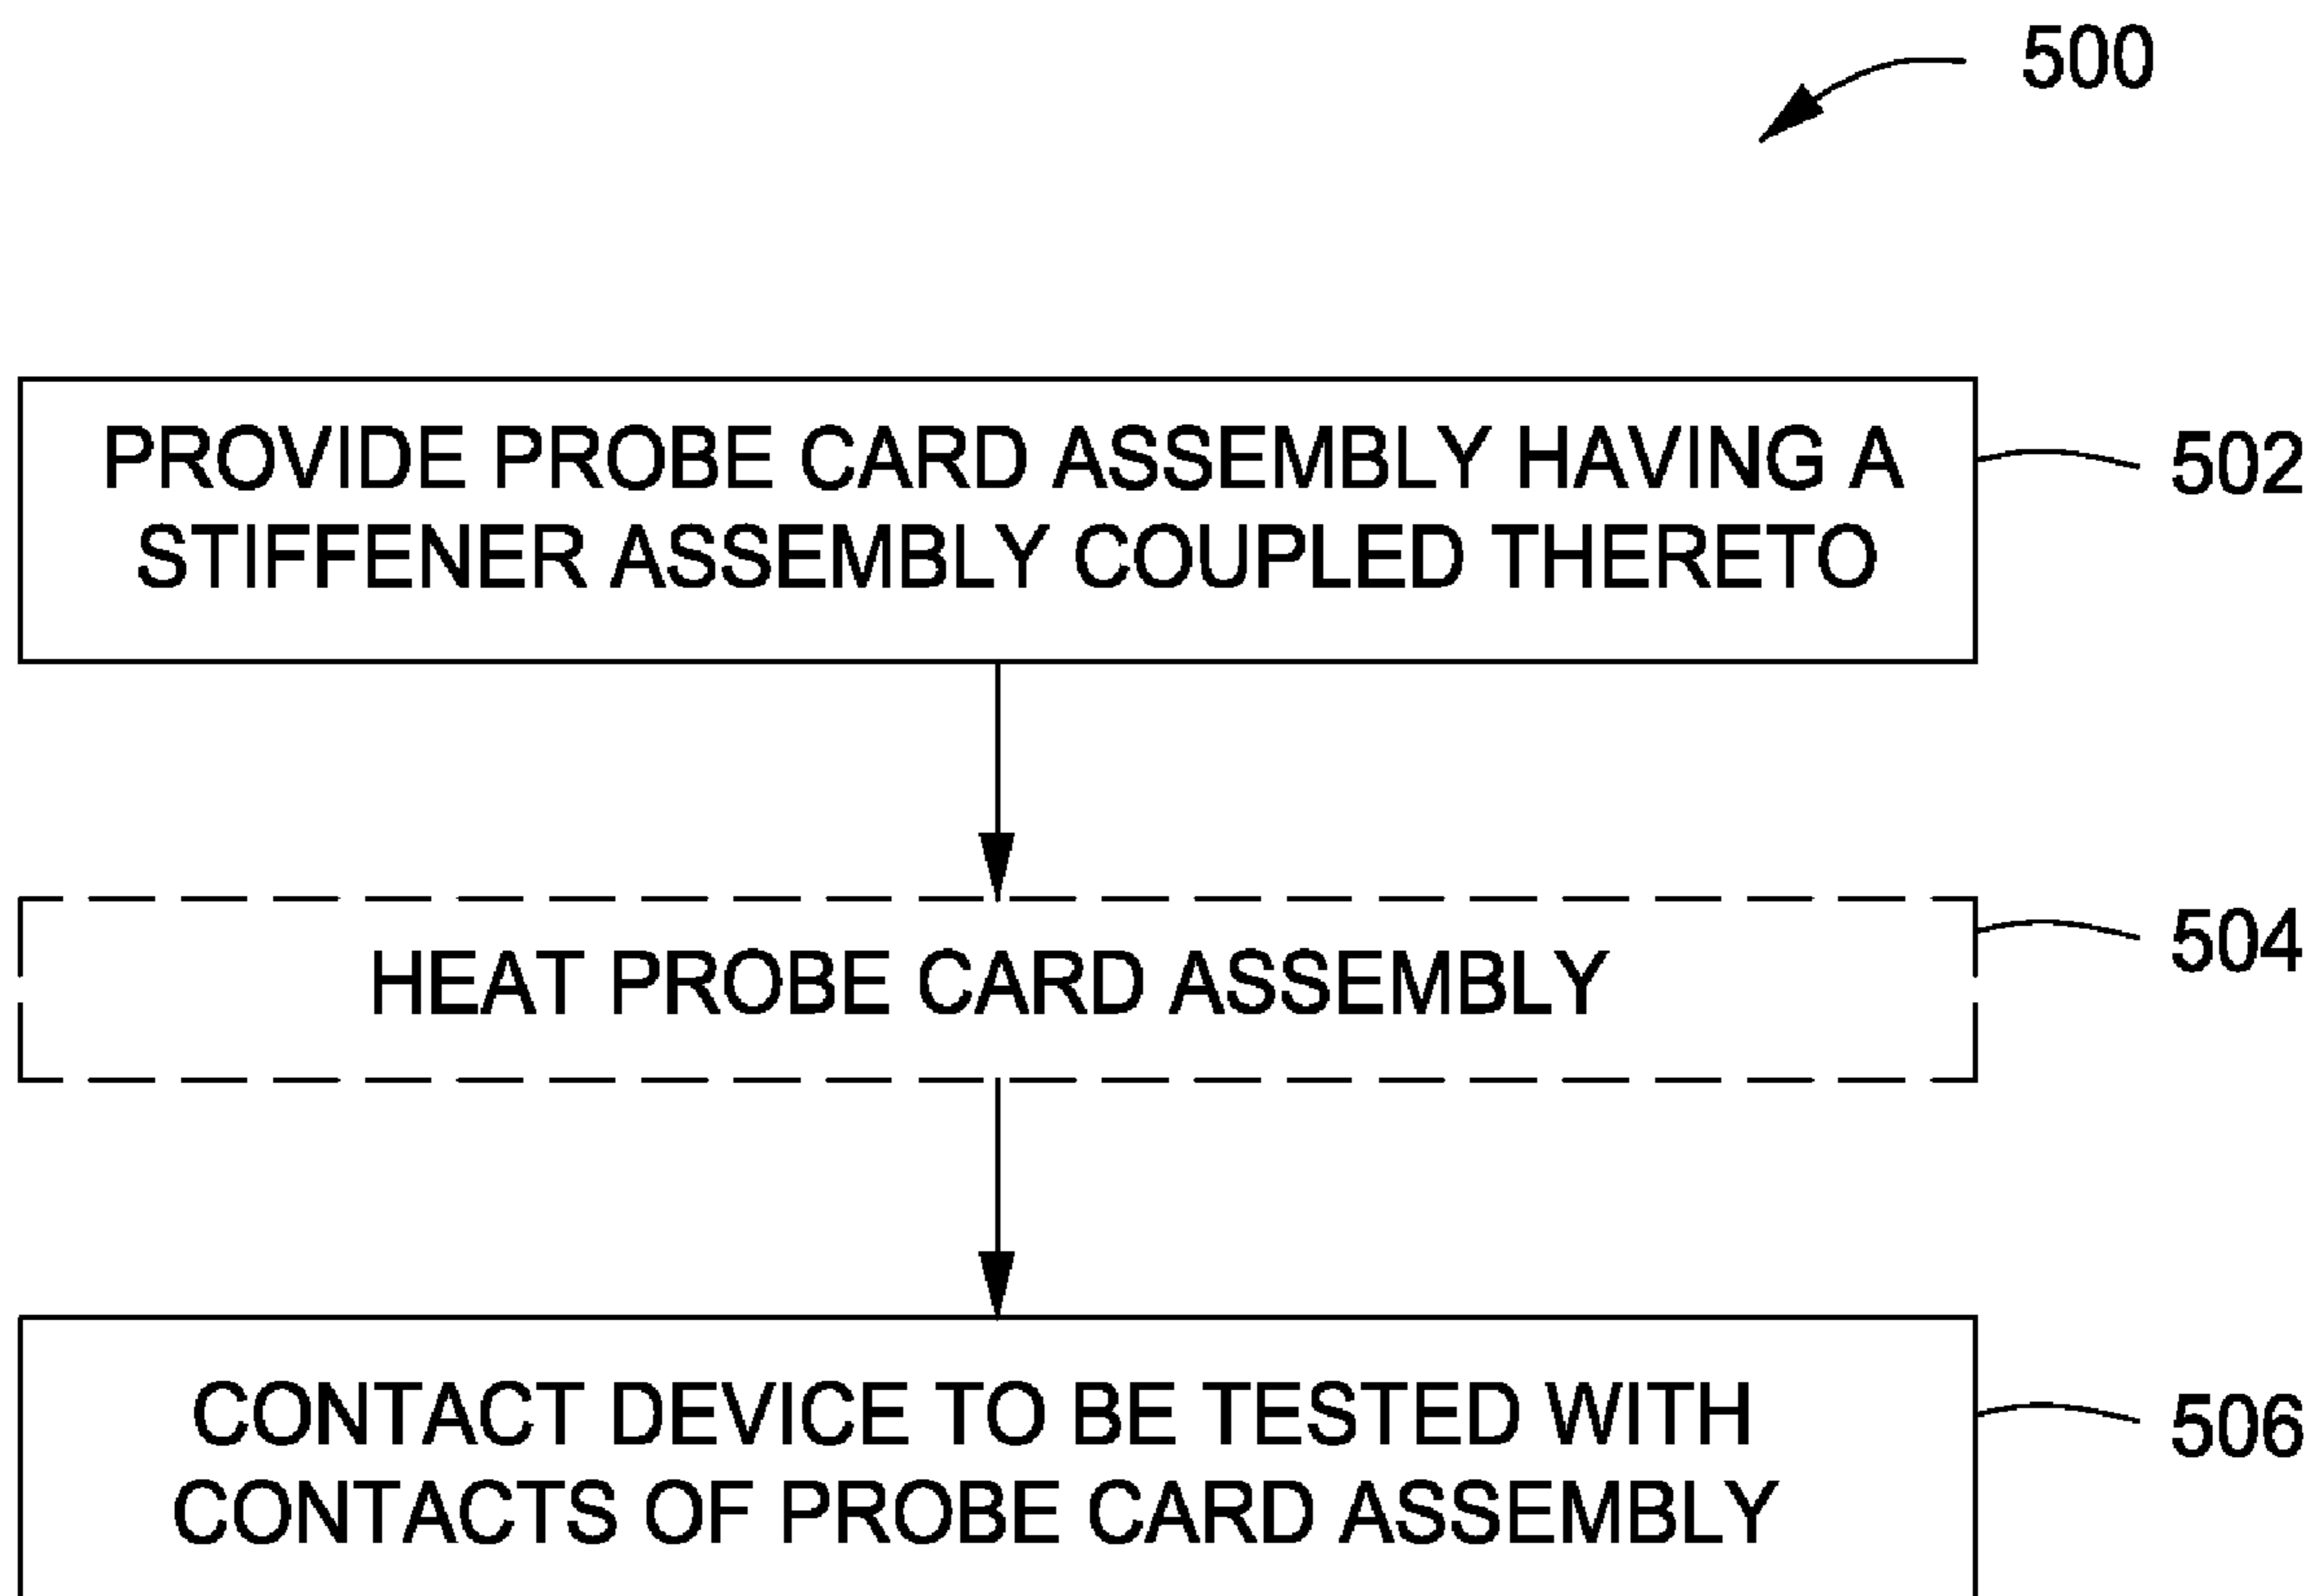 500
PROVIDE PROBE CARD ASSEMBLY HAVING A
STIFFENER ASSEMBLY COUPLED THERETO
502
HEAT PROBE CARD ASSEMBLY
504
CONTACT DEVICE TO BE TESTED WITH
CONTACTS OF PROBE CARD ASSEMBLY
506